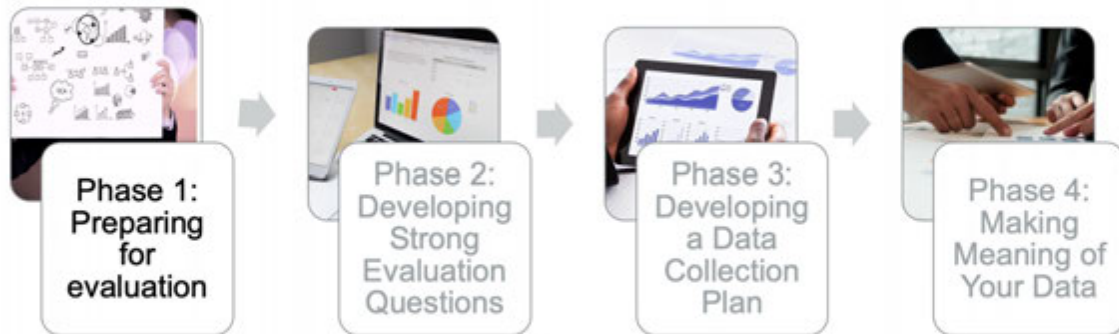 Phase 1:
Preparing
for
evaluation
Phase 2:
Developing
Strong
Evaluation
Questions
Phase 3:
Developing
a Data
Collection
Plan
Phase 4:
Making
Meaning of
Your Data